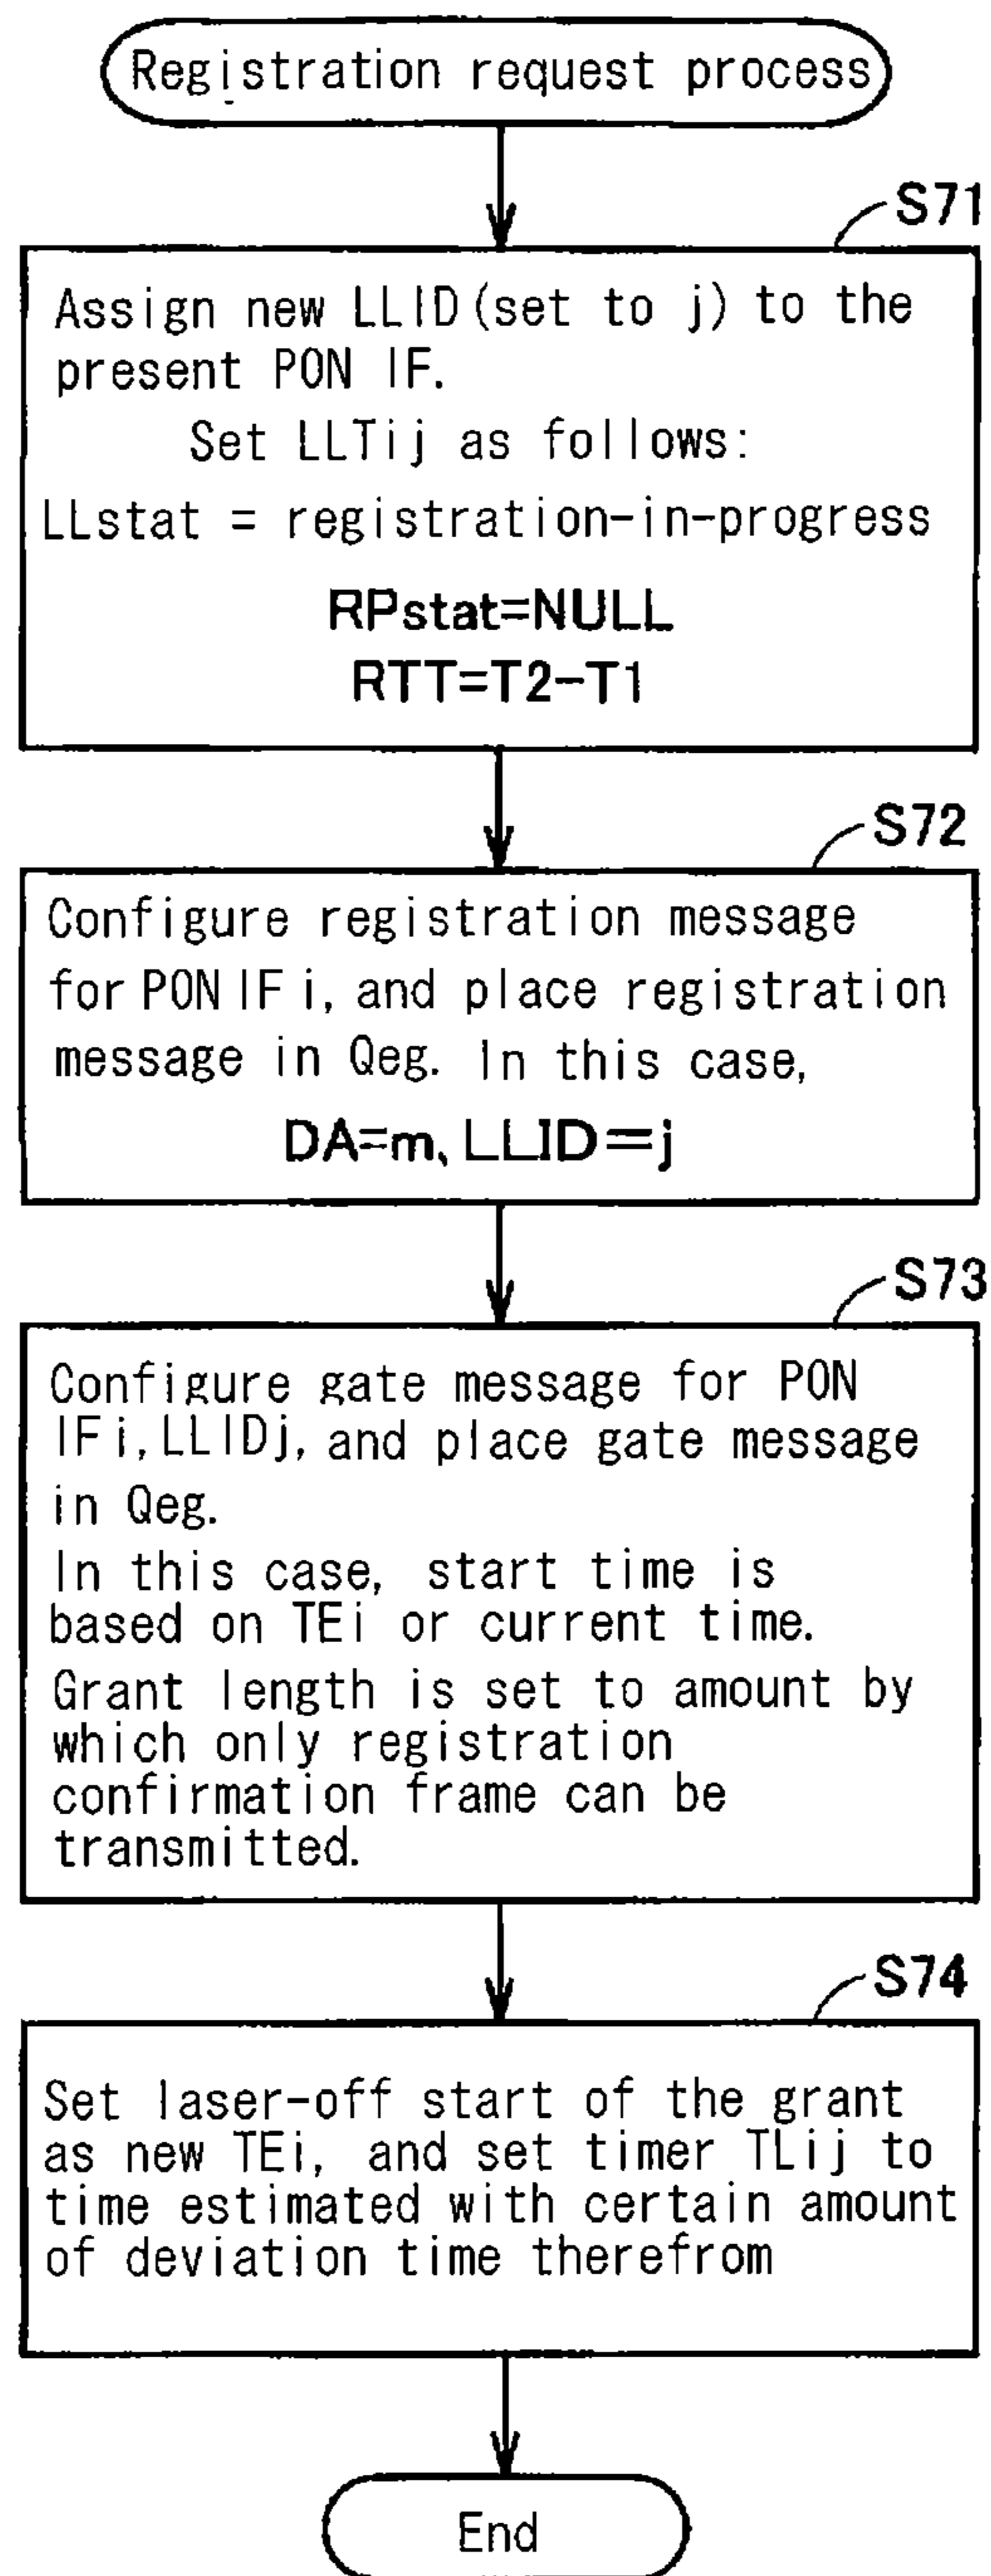 Registration request process
S71
Assign new LLID(set to j) to the
present PON IF.
Set LLTij as follows:
LLstat = registration-in-progress
RPstat=NULL
RTT=T2-T1
S72
Configure registration message
for PON IF i, and place registration
message in Qeg. In this case,
DA=m、LLID=j
S73
Configure gate message for PON
IFi, LLIDj, and place gate message
in Qeg.
In this case, start time is
based on TEi or current time.
Grant length is set to amount by
which only registration
confirmation frame can be
transmitted.
S74
Set laser-off start of the grant
as new TEi, and set timer TLij to
time estimated with certain amount
of deviation time therefrom
End